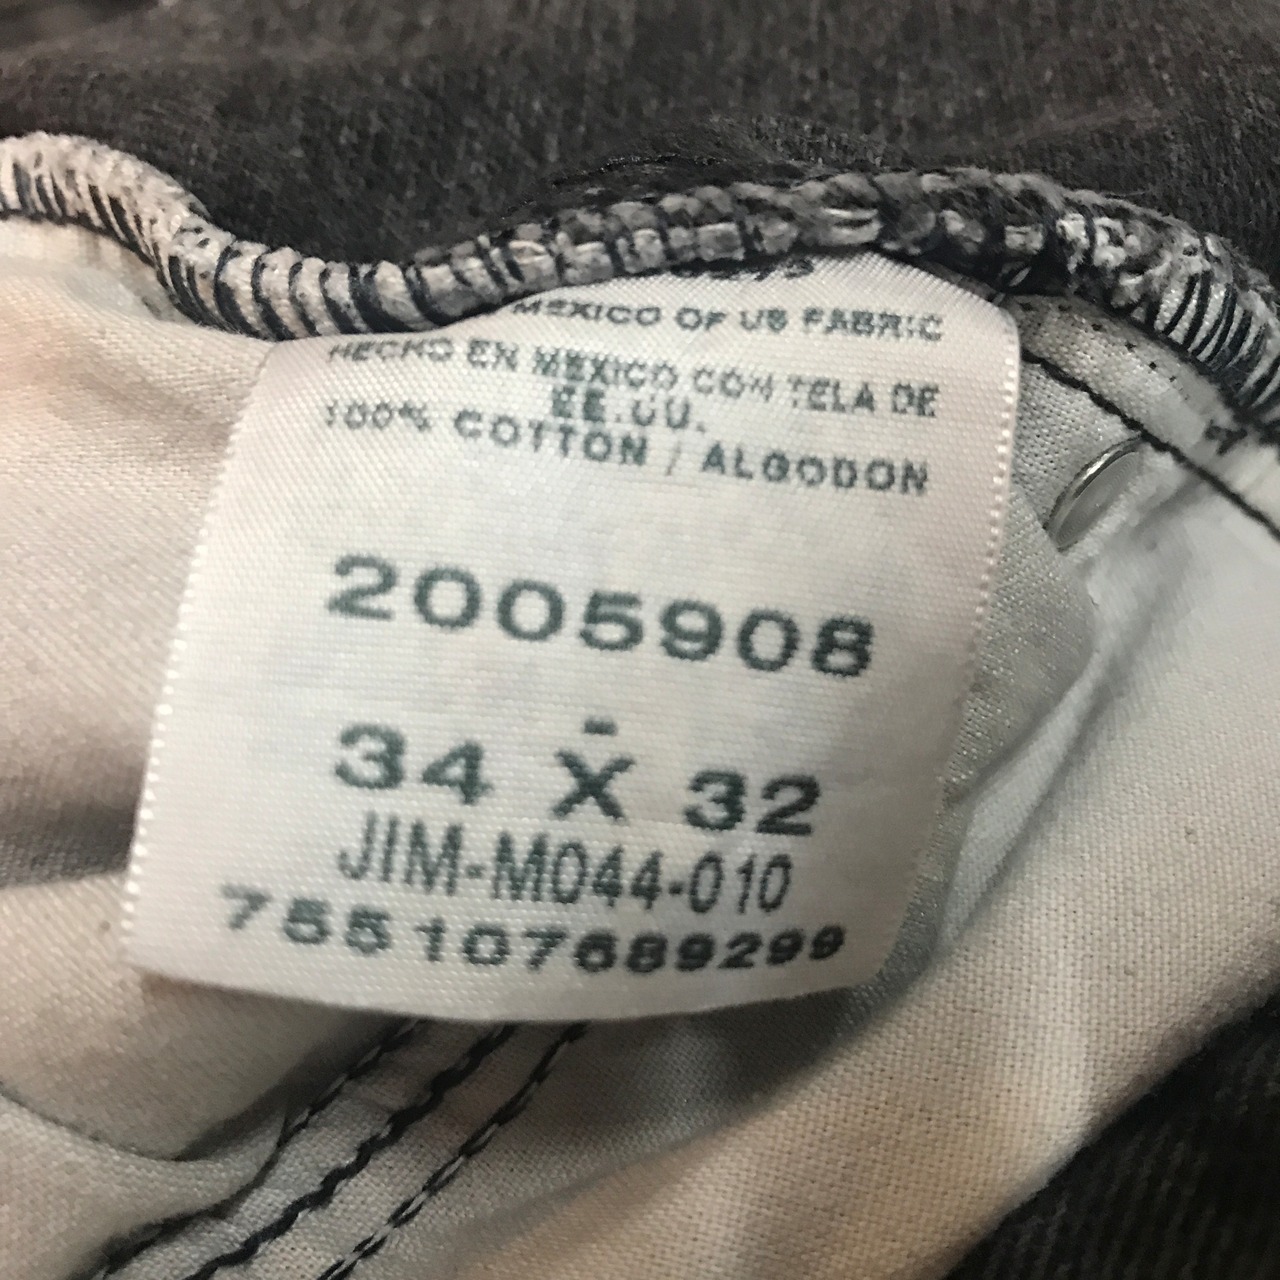 MEXICO OF US FABRIC
HECHO EN MEXICO CON TELA DE
EE.UU.
100% COTTON / ALGODON
2005908
-
34 X 32
JIM-M044-010
755107689299